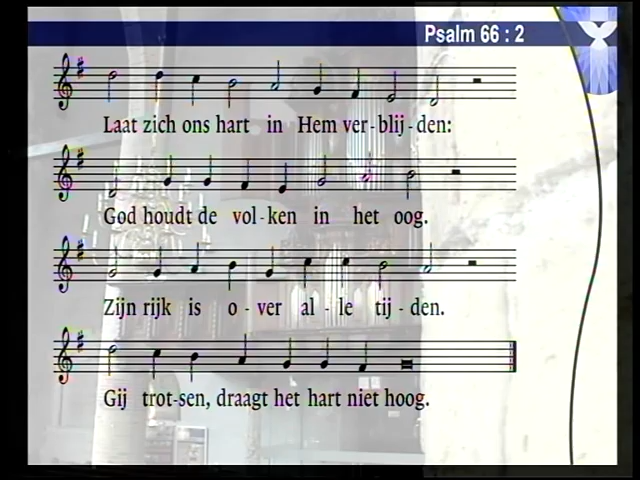 Psalm 66 : 2
Laat zich ons hart in Hem ver-blij-den:
God houdt de vol-ken in het oog.
Zijn rijk is o-ver al-le tij-den.
Gij trot-sen, draagt het hart niet hoog.